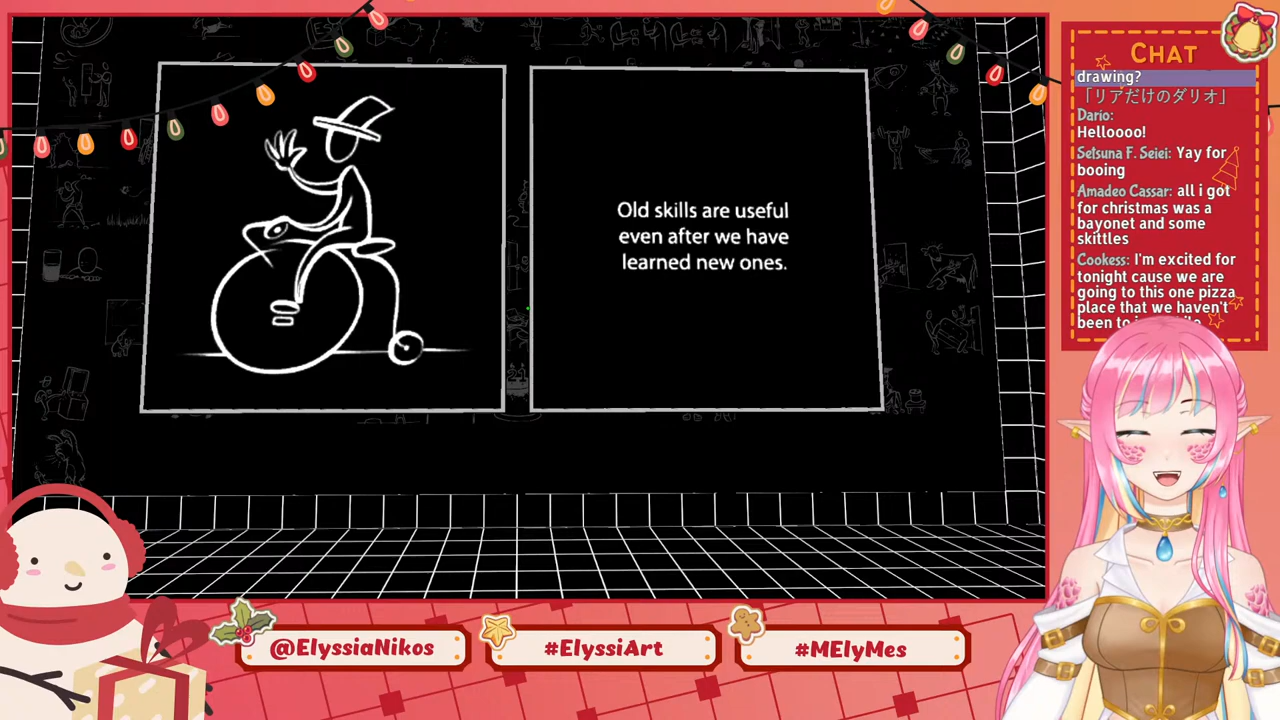 Old skills are useful
even after we have
learned new ones.
CHAT
drawing?
「リアだけのダリオ」
Dario:
Helloooo!
Setsuna F. Seiei: Yay for
booing
Amadeo Cassar: all i got
for christmas was a
bayonet and some
skittles
Cookess: I'm excited for
tonight cause we are
going to this one pizza
place that we haven't
been to
@ElyssiaNikos
#ElyssiArt
#MElyMes